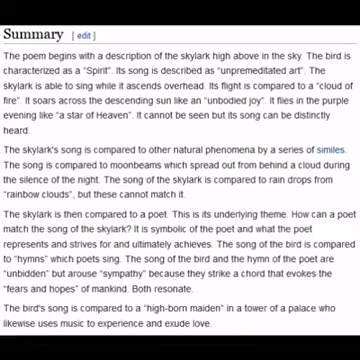 Summary [ edit ]
The poem begins with a description of the skylark high above in the sky. The bird is
characterized as a "Spirit". Its song is described as "unpremeditated art". The
skylark is able to sing while it ascends overhead. Its flight is compared to a "cloud of
fire". It soars across the descending sun like an "unbodied joy". It flies in the purple
evening like "a star of Heaven". It cannot be seen but its song can be distinctly
heard.
The skylark's song is compared to other natural phenomena by a series of similes.
The song is compared to moonbeams which spread out from behind a cloud during
the silence of the night. The song of the skylark is compared to rain drops from
"rainbow clouds", but these cannot match it.
The skylark is then compared to a poet. This is its underlying theme. How can a poet
match the song of the skylark? It is symbolic of the poet and what the poet
represents and strives for and ultimately achieves. The song of the bird is compared
to "hymns" which poets sing. The song of the bird and the hymn of the poet are
"unbidden" but arouse "sympathy" because they strike a chord that evokes the
"fears and hopes" of mankind. Both resonate.
The bird's song is compared to a "high-born maiden" in a tower of a palace who
likewise uses music to experience and exude love.